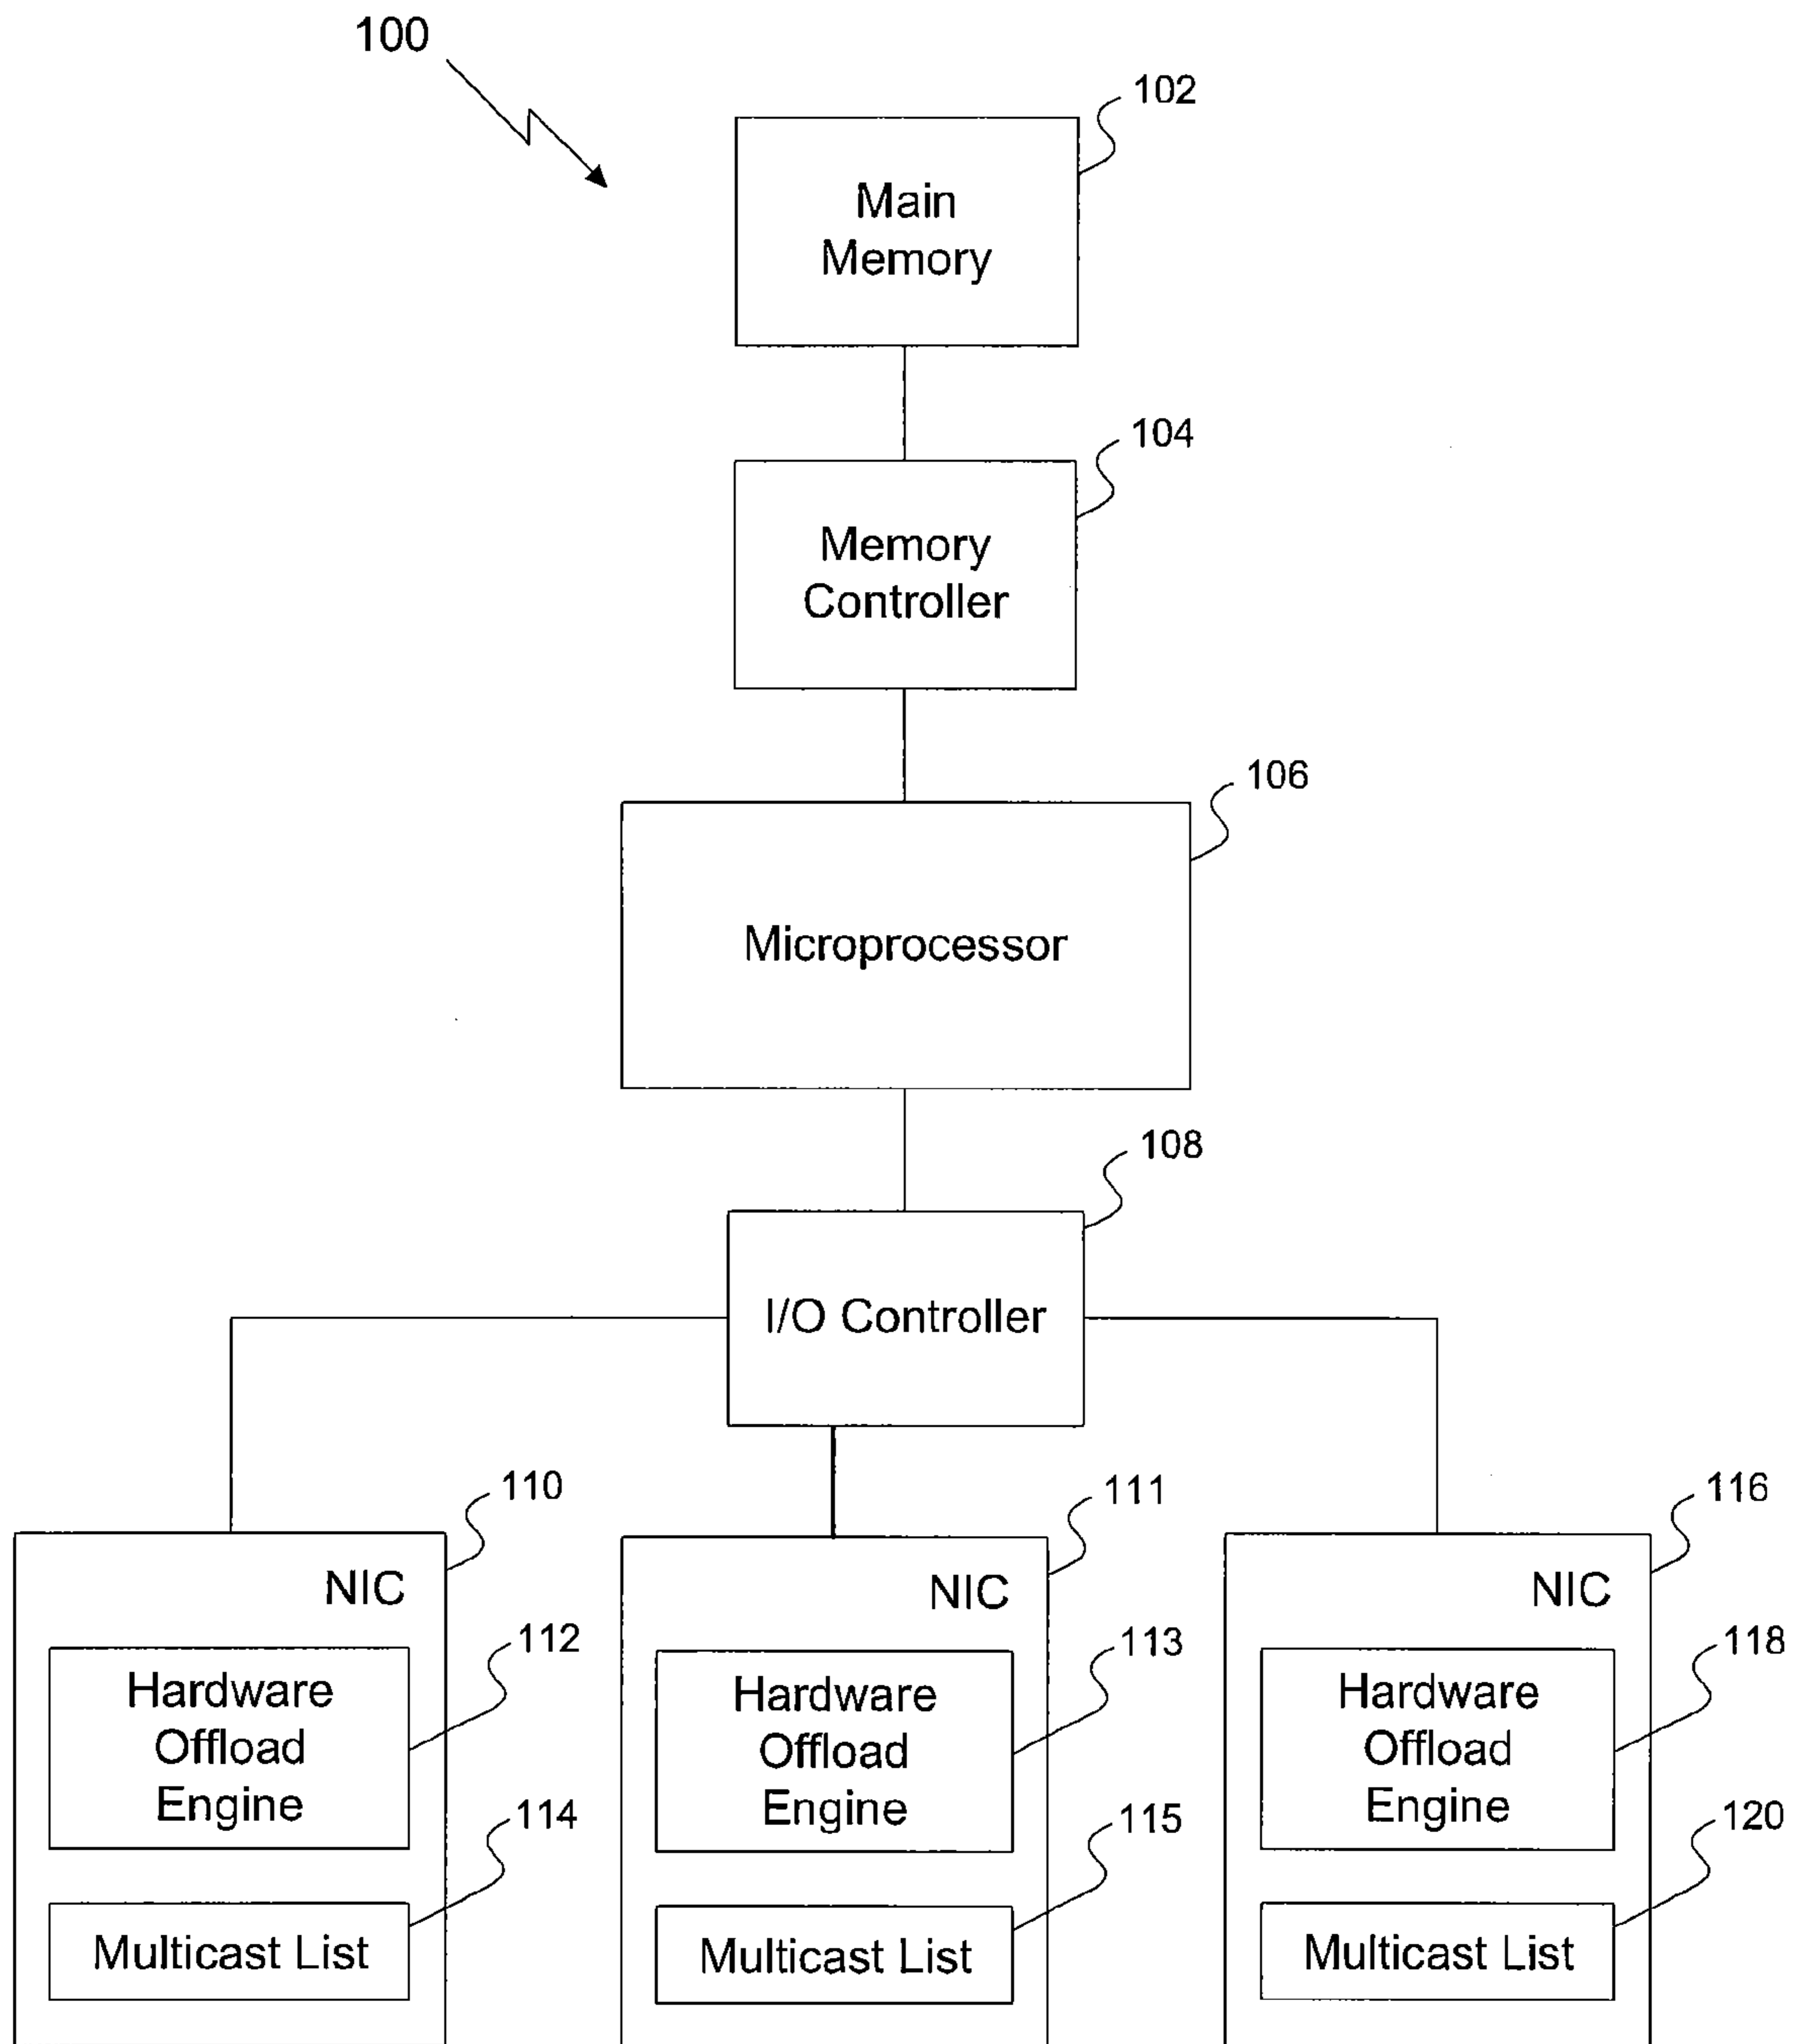 100
102
Main
Memory
104
Memory
Controller
106
Microprocessor
108
I/O Controller
110
111
116
NIC
NIC
NIC
112
113
118
Hardware
Offload
Engine
Hardware
Offload
Engine
Hardware
Offload
Engine
114
115
120
Multicast List
Multicast List
Multicast List